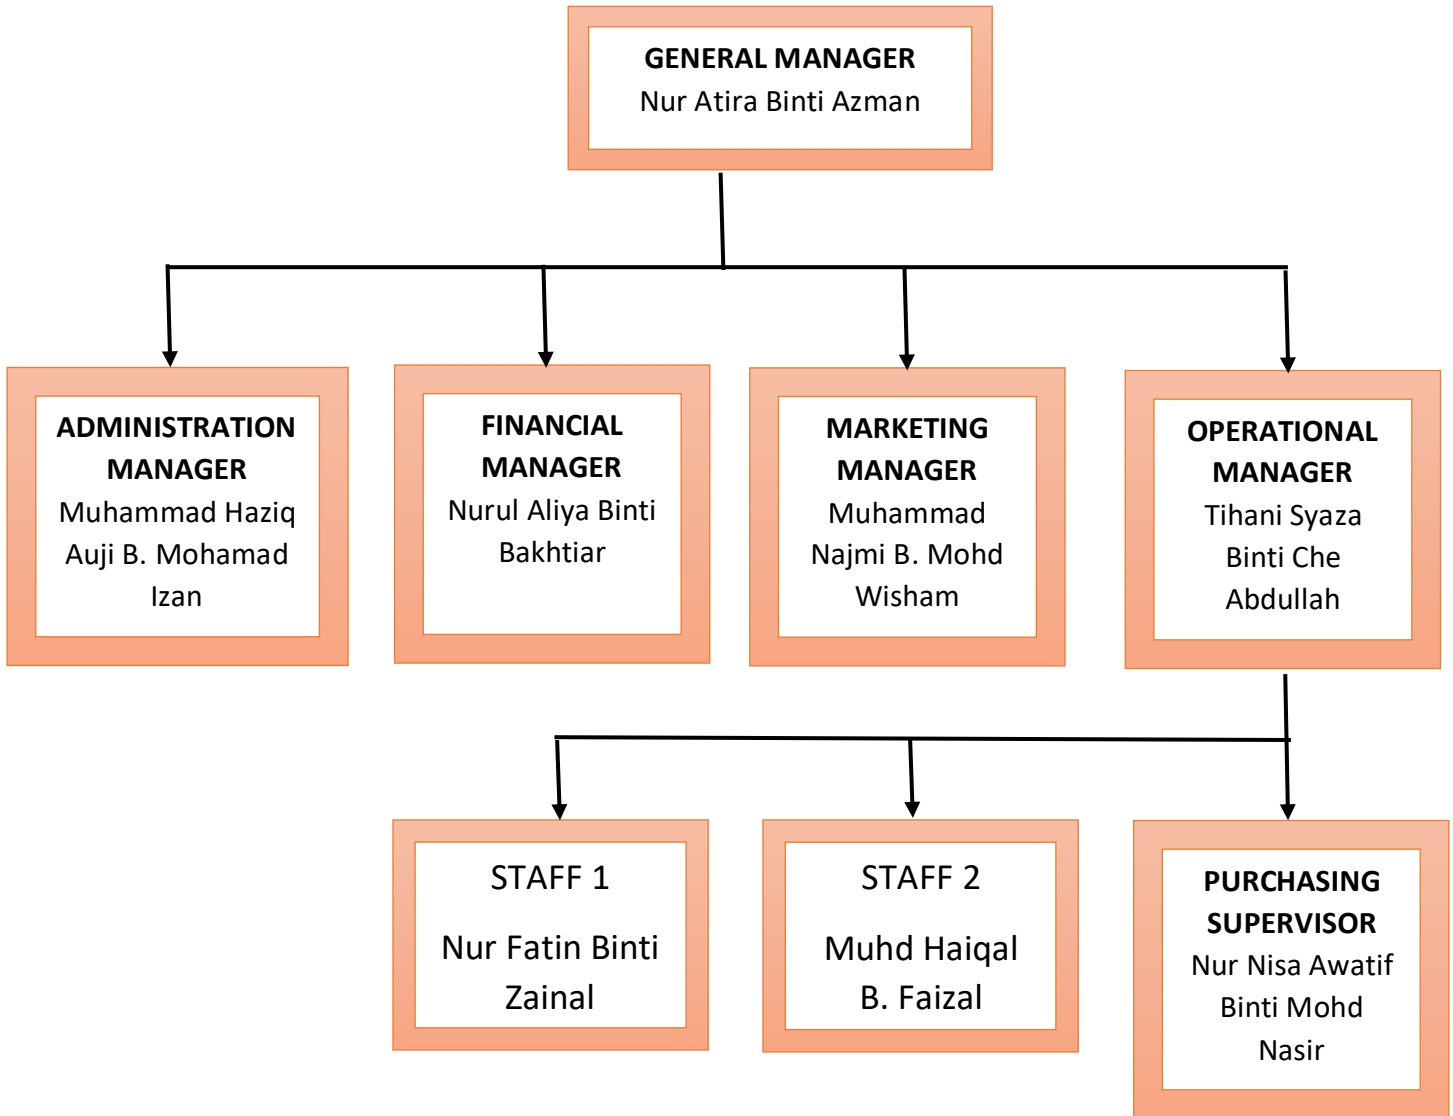 GENERAL MANAGER
Nur Atira Binti Azman
ADMINISTRATION
MANAGER
Muhammad Haziq
Auji B. Mohamad
Izan
FINANCIAL
MANAGER
Nurul Aliya Binti
Bakhtiar
MARKETING
MANAGER
Muhammad
Najmi B. Mohd
Wisham
OPERATIONAL
MANAGER
Tihani Syaza
Binti Che
Abdullah
STAFF 1
Nur Fatin Binti
Zainal
STAFF 2
Muhd Haiqal
B. Faizal
PURCHASING
SUPERVISOR
Nur Nisa Awatif
Binti Mohd
Nasir